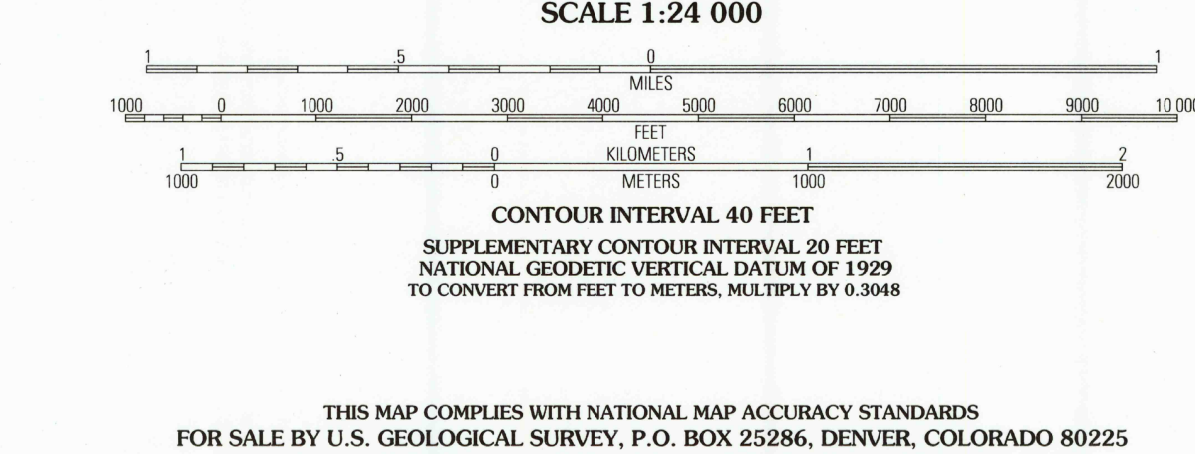 SCALE 1:24 000
1 .5 0 1
MILES
1000 0 1000 2000 3000 4000 5000 6000 7000 8000 9000 10 000
FEET
1 .5 0 KILOMETERS 1 2
1000 0 METERS 1000 2000
CONTOUR INTERVAL 40 FEET
SUPPLEMENTARY CONTOUR INTERVAL 20 FEET
NATIONAL GEODETIC VERTICAL DATUM OF 1929
TO CONVERT FROM FEET TO METERS, MULTIPLY BY 0.3048
THIS MAP COMPLIES WITH NATIONAL MAP ACCURACY STANDARDS
FOR SALE BY U.S. GEOLOGICAL SURVEY, P.O. BOX 25286, DENVER, COLORADO 80225